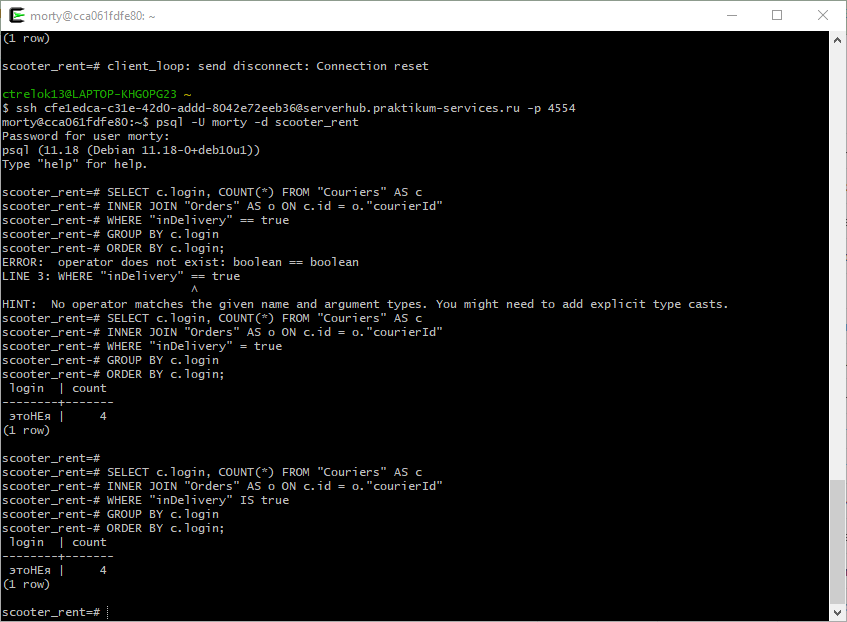 morty@cca061fdfe80: ~
(1 row)
scooter_rent=# client_loop: send disconnect: Connection reset
ctrelok13@LAPTOP-KHGOPG23 ~
$ ssh cfe1edca-c31e-42d0-addd-8042e72eeb36@serverhub.praktikum-services.ru -p 4554
morty@cca061fdfe80:~$ psql -U morty -d scooter_rent
Password for user morty:
psql (11.18 (Debian 11.18-0+deb10u1))
Type "help" for help.
scooter_rent=# SELECT c.login, COUNT(*) FROM "Couriers" AS c
scooter_rent-# INNER JOIN "Orders" AS o ON c.id = o."courierId"
scooter_rent-# WHERE "inDelivery" == true
scooter_rent-# GROUP BY c.login
scooter_rent-# ORDER BY c.login;
ERROR:  operator does not exist: boolean == boolean
LINE 3: WHERE "inDelivery" == true
^
HINT:  No operator matches the given name and argument types. You might need to add explicit type casts.
scooter_rent=# SELECT c.login, COUNT(*) FROM "Couriers" AS c
scooter_rent-# INNER JOIN "Orders" AS o ON c.id = o."courierId"
scooter_rent-# WHERE "inDelivery" = true
scooter_rent-# GROUP BY c.login
scooter_rent-# ORDER BY c.login;
login  | count
--------+-------
этоНЕя |     4
(1 row)
scooter_rent=#
scooter_rent=# SELECT c.login, COUNT(*) FROM "Couriers" AS c
scooter_rent-# INNER JOIN "Orders" AS o ON c.id = o."courierId"
scooter_rent-# WHERE "inDelivery" IS true
scooter_rent-# GROUP BY c.login
scooter_rent-# ORDER BY c.login;
login  | count
--------+-------
этоНЕя |     4
(1 row)
scooter_rent=#